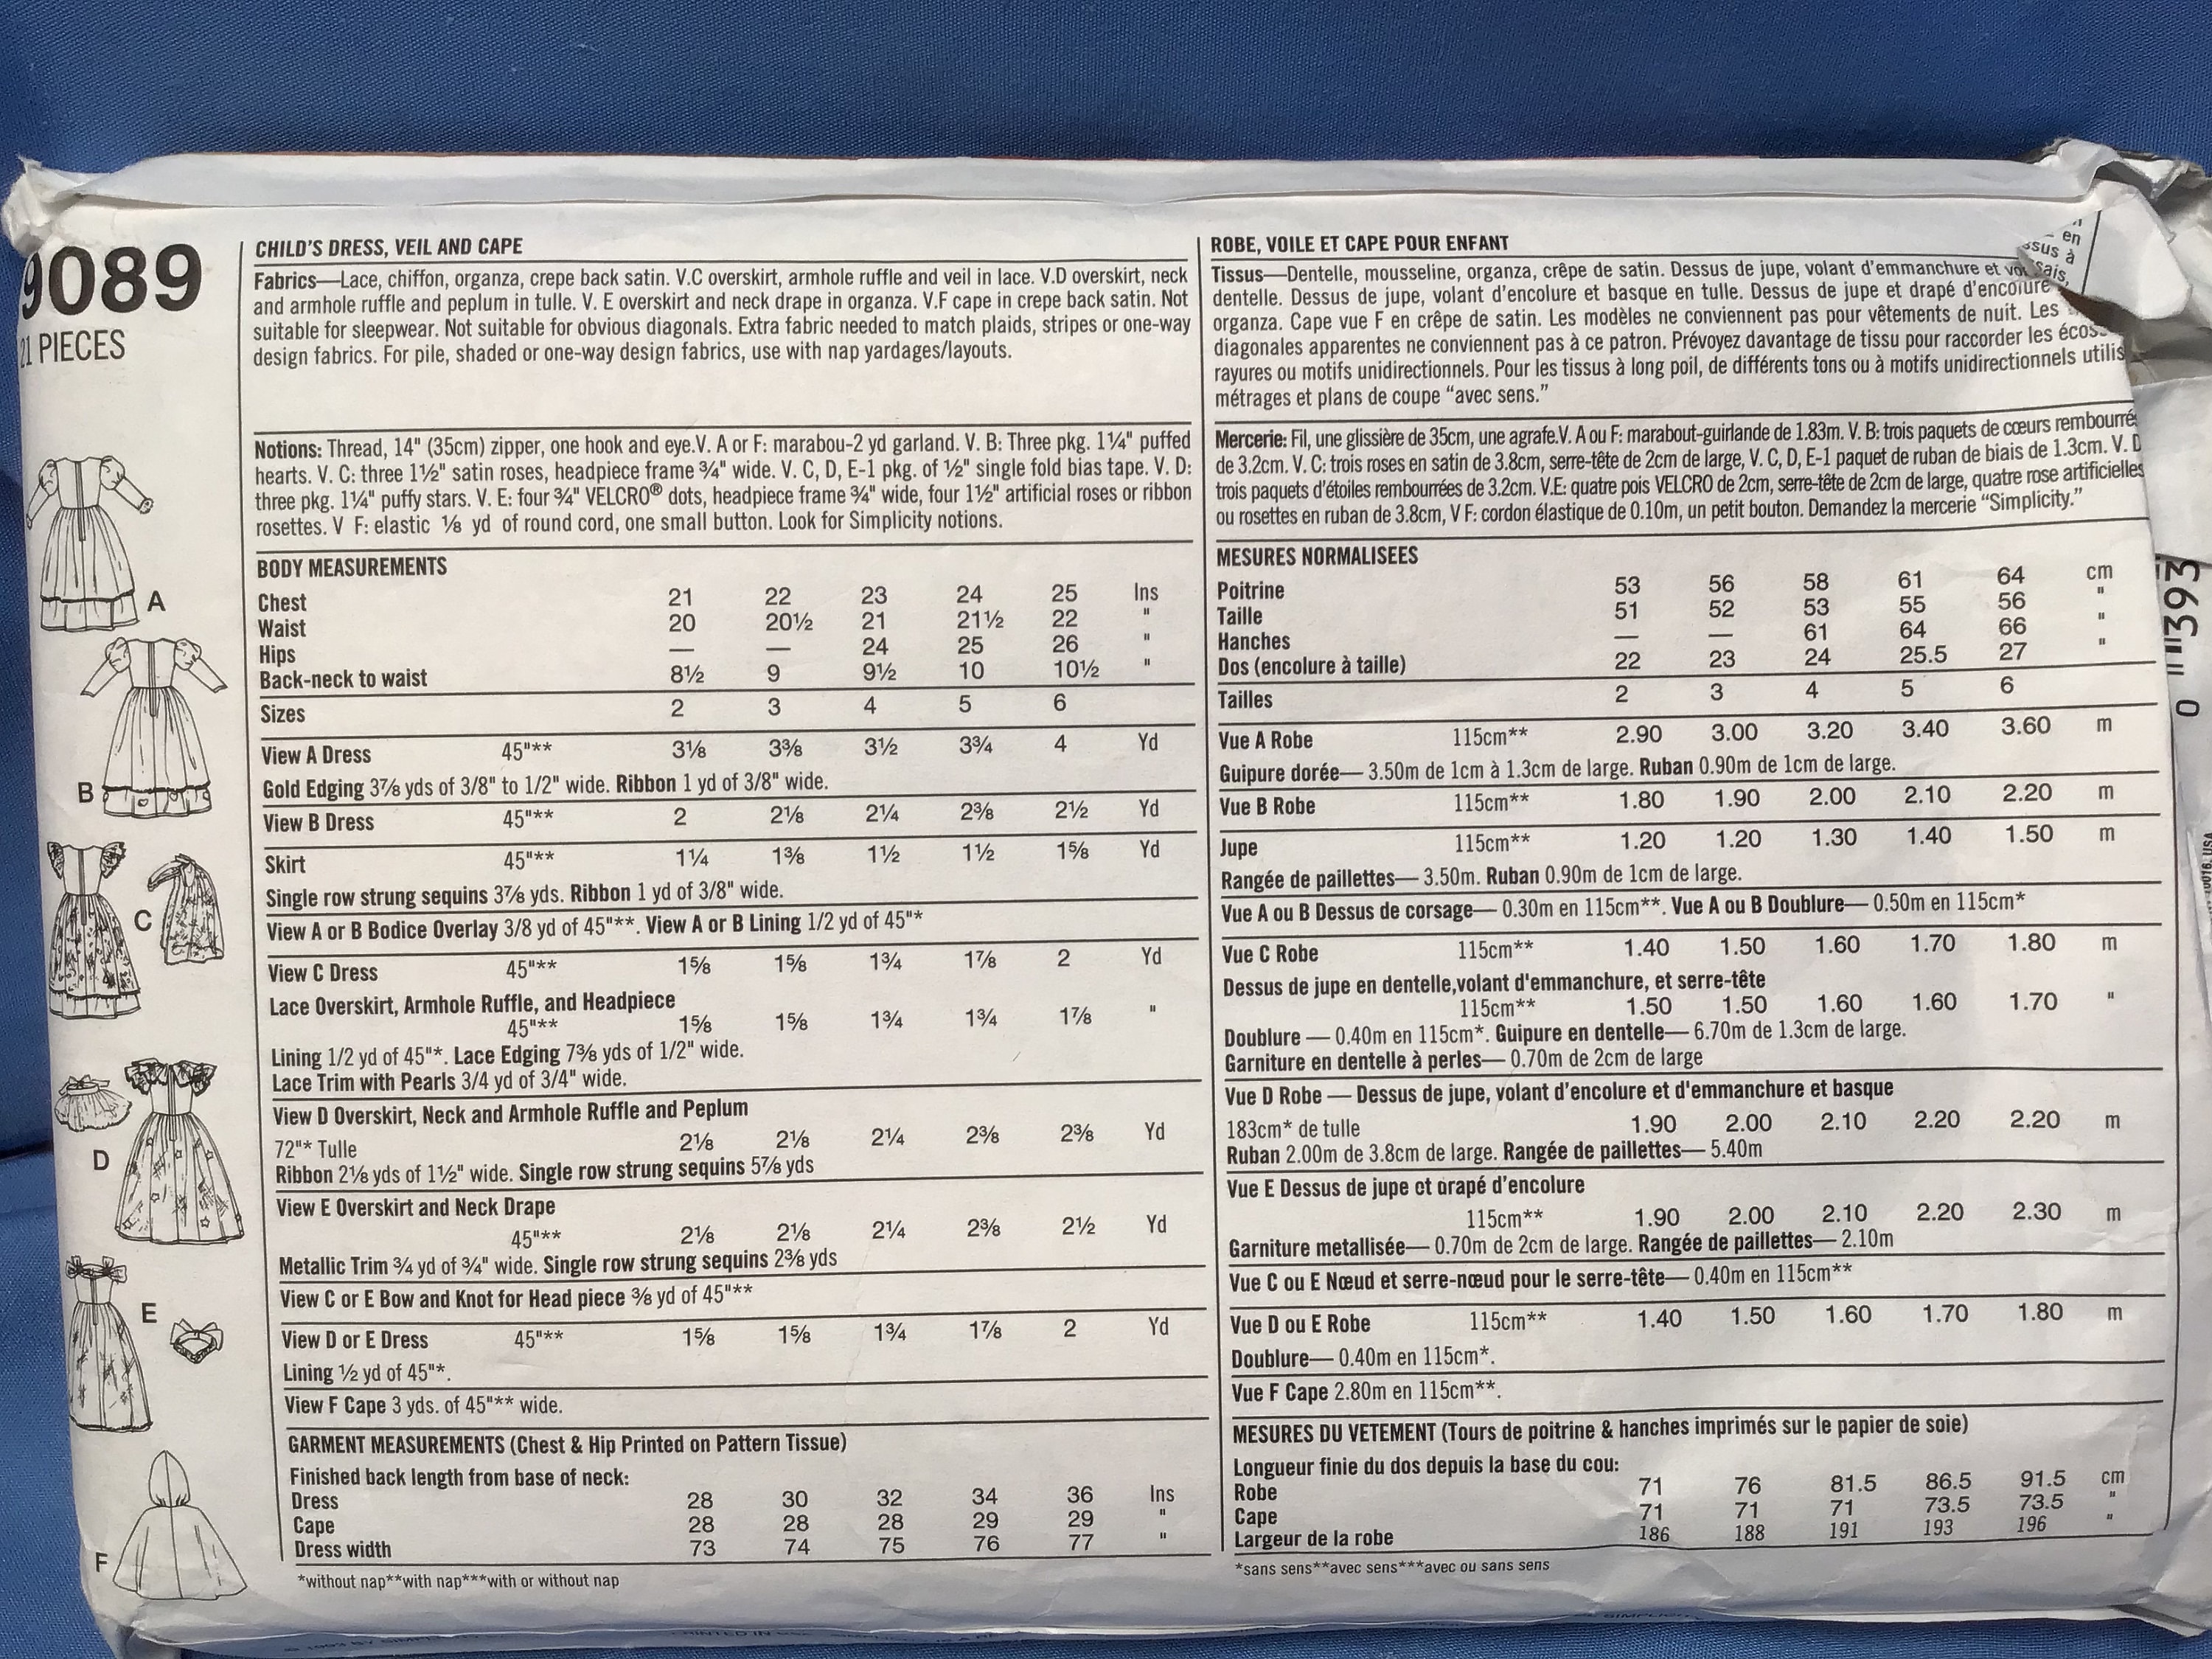 9089
21 PIECES
A
B
C
D
E
F
CHILD'S DRESS, VEIL AND CAPE
Fabrics—Lace, chiffon, organza, crepe back satin. V.C overskirt, armhole ruffle and veil in lace. V.D overskirt, neck
and armhole ruffle and peplum in tulle. V. E overskirt and neck drape in organza. V.F cape in crepe back satin. Not
suitable for sleepwear. Not suitable for obvious diagonals. Extra fabric needed to match plaids, stripes or one-way
design fabrics. For pile, shaded or one-way design fabrics, use with nap yardages/layouts.
Notions: Thread, 14" (35cm) zipper, one hook and eye.V. A or F: marabou-2 yd garland. V. B: Three pkg. 1¼" puffed
hearts. V. C: three 1½" satin roses, headpiece frame ¾" wide. V. C, D, E-1 pkg. of ½" single fold bias tape. V. D:
three pkg. 1¼" puffy stars. V. E: four ¾" VELCRO® dots, headpiece frame ¾" wide, four 1½" artificial roses or ribbon
rosettes. V F: elastic ⅛ yd of round cord, one small button. Look for Simplicity notions.
BODY MEASUREMENTS
Chest 21 22 23 24 25 Ins
Waist 20 20½ 21 21½ 22 "
Hips — — 24 25 26 "
Back-neck to waist 8½ 9 9½ 10 10½ "
Sizes 2 3 4 5 6
View A Dress 45"** 3⅛ 3⅜ 3½ 3¾ 4 Yd
Gold Edging 3⅞ yds of 3/8" to 1/2" wide. Ribbon 1 yd of 3/8" wide.
View B Dress 45"** 2 2⅛ 2¼ 2⅜ 2½ Yd
Skirt 45"** 1¼ 1⅜ 1½ 1½ 1⅝ Yd
Single row strung sequins 3⅞ yds. Ribbon 1 yd of 3/8" wide.
View A or B Bodice Overlay 3/8 yd of 45"**. View A or B Lining 1/2 yd of 45"*
View C Dress 45"** 1⅝ 1⅝ 1¾ 1⅞ 2 Yd
Lace Overskirt, Armhole Ruffle, and Headpiece
45"** 1⅝ 1⅝ 1¾ 1¾ 1⅞ "
Lining 1/2 yd of 45"*. Lace Edging 7⅜ yds of 1/2" wide.
Lace Trim with Pearls 3/4 yd of 3/4" wide.
View D Overskirt, Neck and Armhole Ruffle and Peplum
72"* Tulle 2⅛ 2⅛ 2¼ 2⅜ 2⅜ Yd
Ribbon 2⅛ yds of 1½" wide. Single row strung sequins 5⅞ yds
View E Overskirt and Neck Drape
45"** 2⅛ 2⅛ 2¼ 2⅜ 2½ Yd
Metallic Trim ¾ yd of ¾" wide. Single row strung sequins 2⅜ yds
View C or E Bow and Knot for Head piece ⅜ yd of 45"**
View D or E Dress 45"** 1⅝ 1⅝ 1¾ 1⅞ 2 Yd
Lining ½ yd of 45"*.
View F Cape 3 yds. of 45"** wide.
GARMENT MEASUREMENTS (Chest & Hip Printed on Pattern Tissue)
Finished back length from base of neck:
Dress 28 30 32 34 36 Ins
Cape 28 28 28 29 29 "
Dress width 73 74 75 76 77 "
*without nap**with nap***with or without nap
ROBE, VOILE ET CAPE POUR ENFANT
Tissus—Dentelle, mousseline, organza, crêpe de satin. Dessus de jupe, volant d'emmanchure et
dentelle. Dessus de jupe, volant d'encolure et basque en tulle. Dessus de jupe et drapé d'encolure
organza. Cape vue F en crêpe de satin. Les modèles ne conviennent pas pour vêtements de nuit. Les
diagonales apparentes ne conviennent pas à ce patron. Prévoyez davantage de tissu pour raccorder les
rayures ou motifs unidirectionnels. Pour les tissus à long poil, de différents tons ou à motifs unidirectionnels utilis
métrages et plans de coupe “avec sens.”
Mercerie: Fil, une glissière de 35cm, une agrafe.V. A ou F: marabout-guirlande de 1.83m. V. B: trois paquets de cœurs rembourrés
de 3.2cm. V. C: trois roses en satin de 3.8cm, serre-tête de 2cm de large, V. C, D, E-1 paquet de ruban de biais de 1.3cm. V. D
trois paquets d'étoiles rembourrées de 3.2cm. V.E: quatre pois VELCRO de 2cm, serre-tête de 2cm de large, quatre rose artificielles
ou rosettes en ruban de 3.8cm, V F: cordon élastique de 0.10m, un petit bouton. Demandez la mercerie “Simplicity.”
MESURES NORMALISEES
Poitrine 53 56 58 61 64 cm
Taille 51 52 53 55 56 "
Hanches — — 61 64 66 "
Dos (encolure à taille) 22 23 24 25.5 27 "
Tailles 2 3 4 5 6
Vue A Robe 115cm** 2.90 3.00 3.20 3.40 3.60 m
Guipure dorée— 3.50m de 1cm à 1.3cm de large. Ruban 0.90m de 1cm de large.
Vue B Robe 115cm** 1.80 1.90 2.00 2.10 2.20 m
Jupe 115cm** 1.20 1.20 1.30 1.40 1.50 m
Rangée de paillettes— 3.50m. Ruban 0.90m de 1cm de large.
Vue A ou B Dessus de corsage— 0.30m en 115cm**. Vue A ou B Doublure— 0.50m en 115cm*
Vue C Robe 115cm** 1.40 1.50 1.60 1.70 1.80 m
Dessus de jupe en dentelle,volant d'emmanchure, et serre-tête
115cm** 1.50 1.50 1.60 1.60 1.70 "
Doublure — 0.40m en 115cm*. Guipure en dentelle— 6.70m de 1.3cm de large.
Garniture en dentelle à perles— 0.70m de 2cm de large
Vue D Robe — Dessus de jupe, volant d'encolure et d'emmanchure et basque
183cm* de tulle 1.90 2.00 2.10 2.20 2.20 m
Ruban 2.00m de 3.8cm de large. Rangée de paillettes— 5.40m
Vue E Dessus de jupe et drapé d'encolure
115cm** 1.90 2.00 2.10 2.20 2.30 m
Garniture metallisée— 0.70m de 2cm de large. Rangée de paillettes— 2.10m
Vue C ou E Nœud et serre-nœud pour le serre-tête— 0.40m en 115cm**
Vue D ou E Robe 115cm** 1.40 1.50 1.60 1.70 1.80 m
Doublure— 0.40m en 115cm*.
Vue F Cape 2.80m en 115cm**.
MESURES DU VETEMENT (Tours de poitrine & hanches imprimés sur le papier de soie)
Longueur finie du dos depuis la base du cou:
Robe 71 76 81.5 86.5 91.5 cm
Cape 71 71 71 73.5 73.5 "
Largeur de la robe 186 188 191 193 196 "
*sans sens**avec sens***avec ou sans sens
en
sus à
0
393
10016, USA